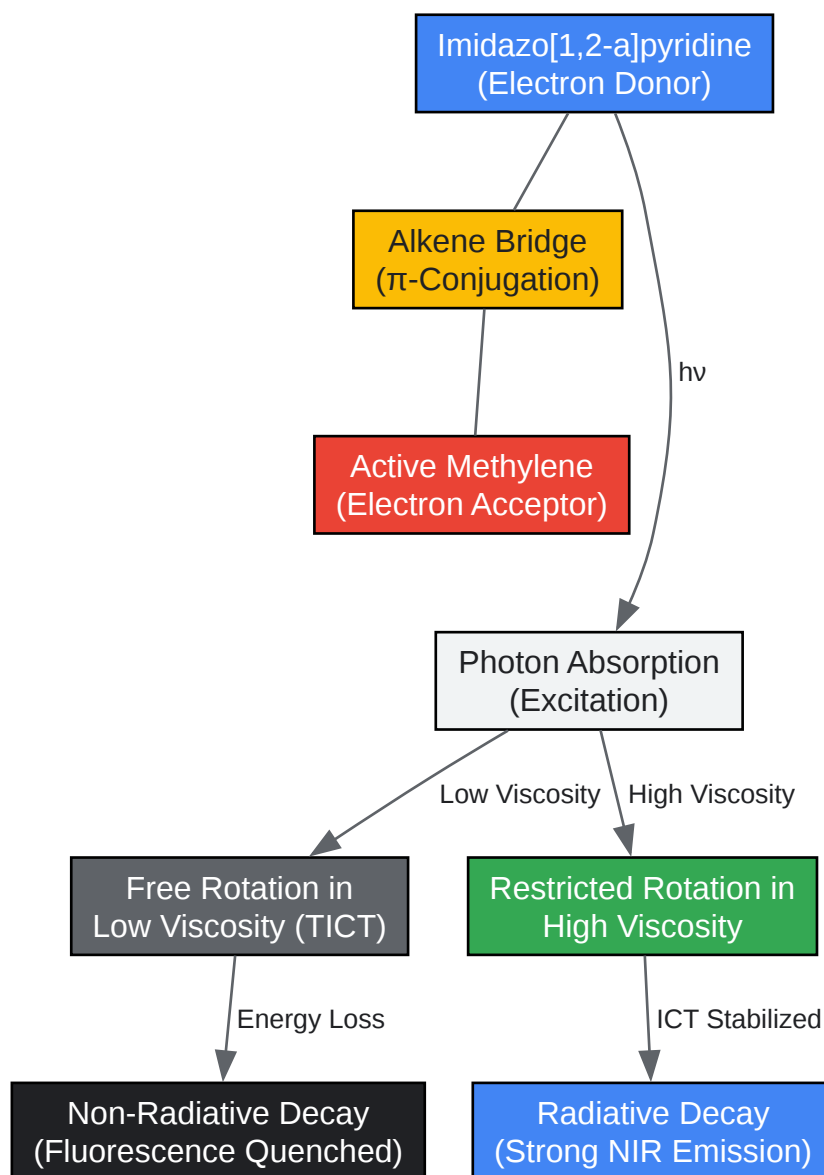 Imidazo[1,2-a]pyridine
(Electron Donor)
Alkene Bridge
(π-Conjugation)
hν
Active Methylene
(Electron Acceptor)
Photon Absorption
(Excitation)
Low Viscosity
High Viscosity
Free Rotation in
Low Viscosity (TICT)
Restricted Rotation in
High Viscosity
Energy Loss
ICT Stabilized
Non-Radiative Decay
(Fluorescence Quenched)
Radiative Decay
(Strong NIR Emission)